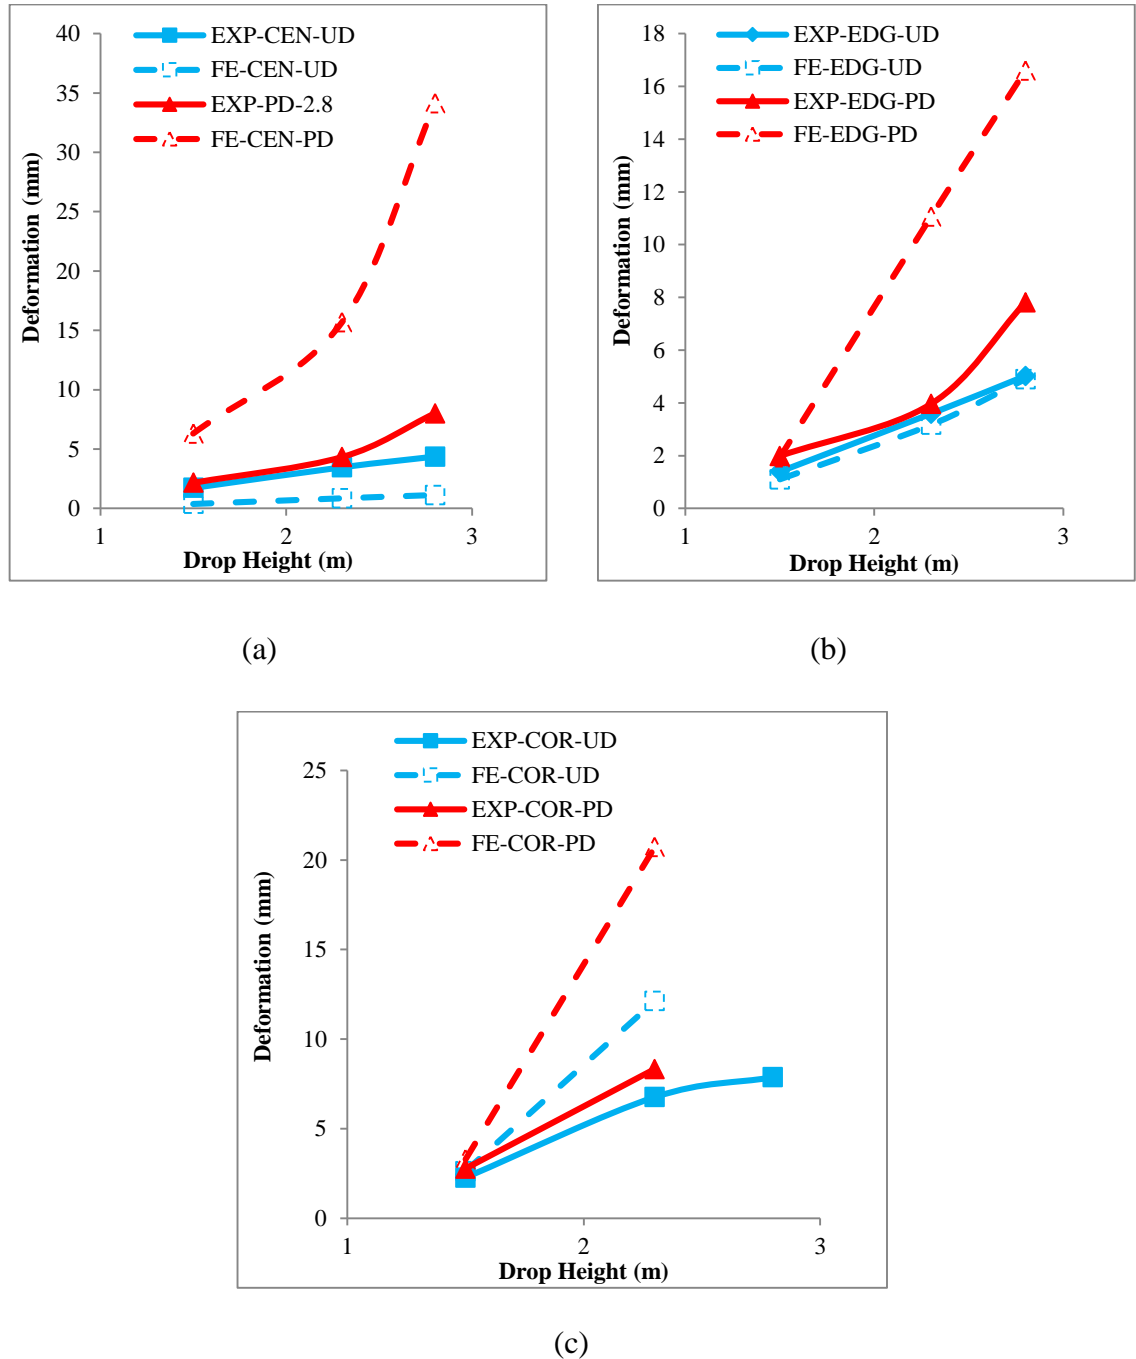 EXP-CEN-UD
FE-CEN-UD
EXP-PD-2.8
FE-CEN-PD
40
35
30
25
20
15
10
5
0
Deformation (mm)
1
2
3
Drop Height (m)
(a)
EXP-EDG-UD
FE-EDG-UD
EXP-EDG-PD
FE-EDG-PD
18
16
14
12
10
8
6
4
2
0
Deformation (mm)
1
2
3
Drop Height (m)
(b)
EXP-COR-UD
FE-COR-UD
EXP-COR-PD
FE-COR-PD
25
20
15
10
5
0
Deformation (mm)
1
2
3
Drop Height (m)
(c)